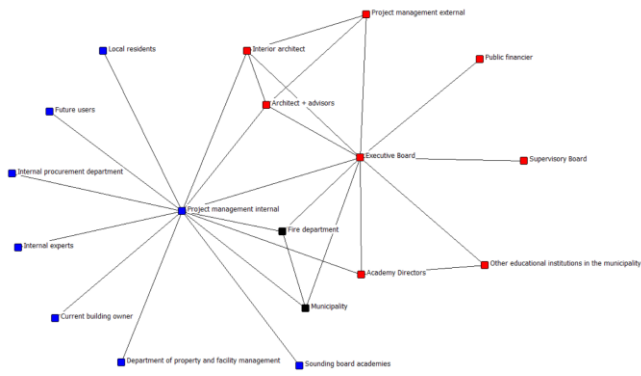 Project management external
Local residents
Interior architect
Public financier
Architect + advisors
Future users
Executive Board
Supervisory Board
Internal procurement department
Project management internal
Fire department
Internal experts
Other educational institutions in the municipality
Academy Directors
Municipality
Current building owner
Department of property and facility management
Sounding board academies